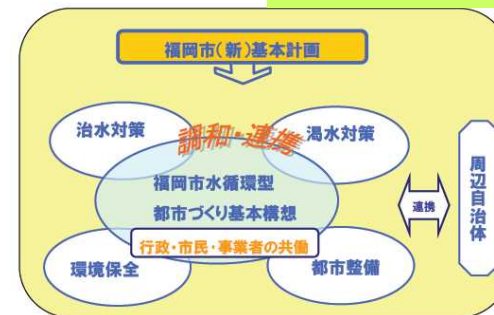 福岡市(新)基本計画
治水対策
調和・連携
渇水対策
福岡市水循環型
都市づくり基本構想
行政・市民・事業者の共働
環境保全
都市整備
連携
周辺自治体